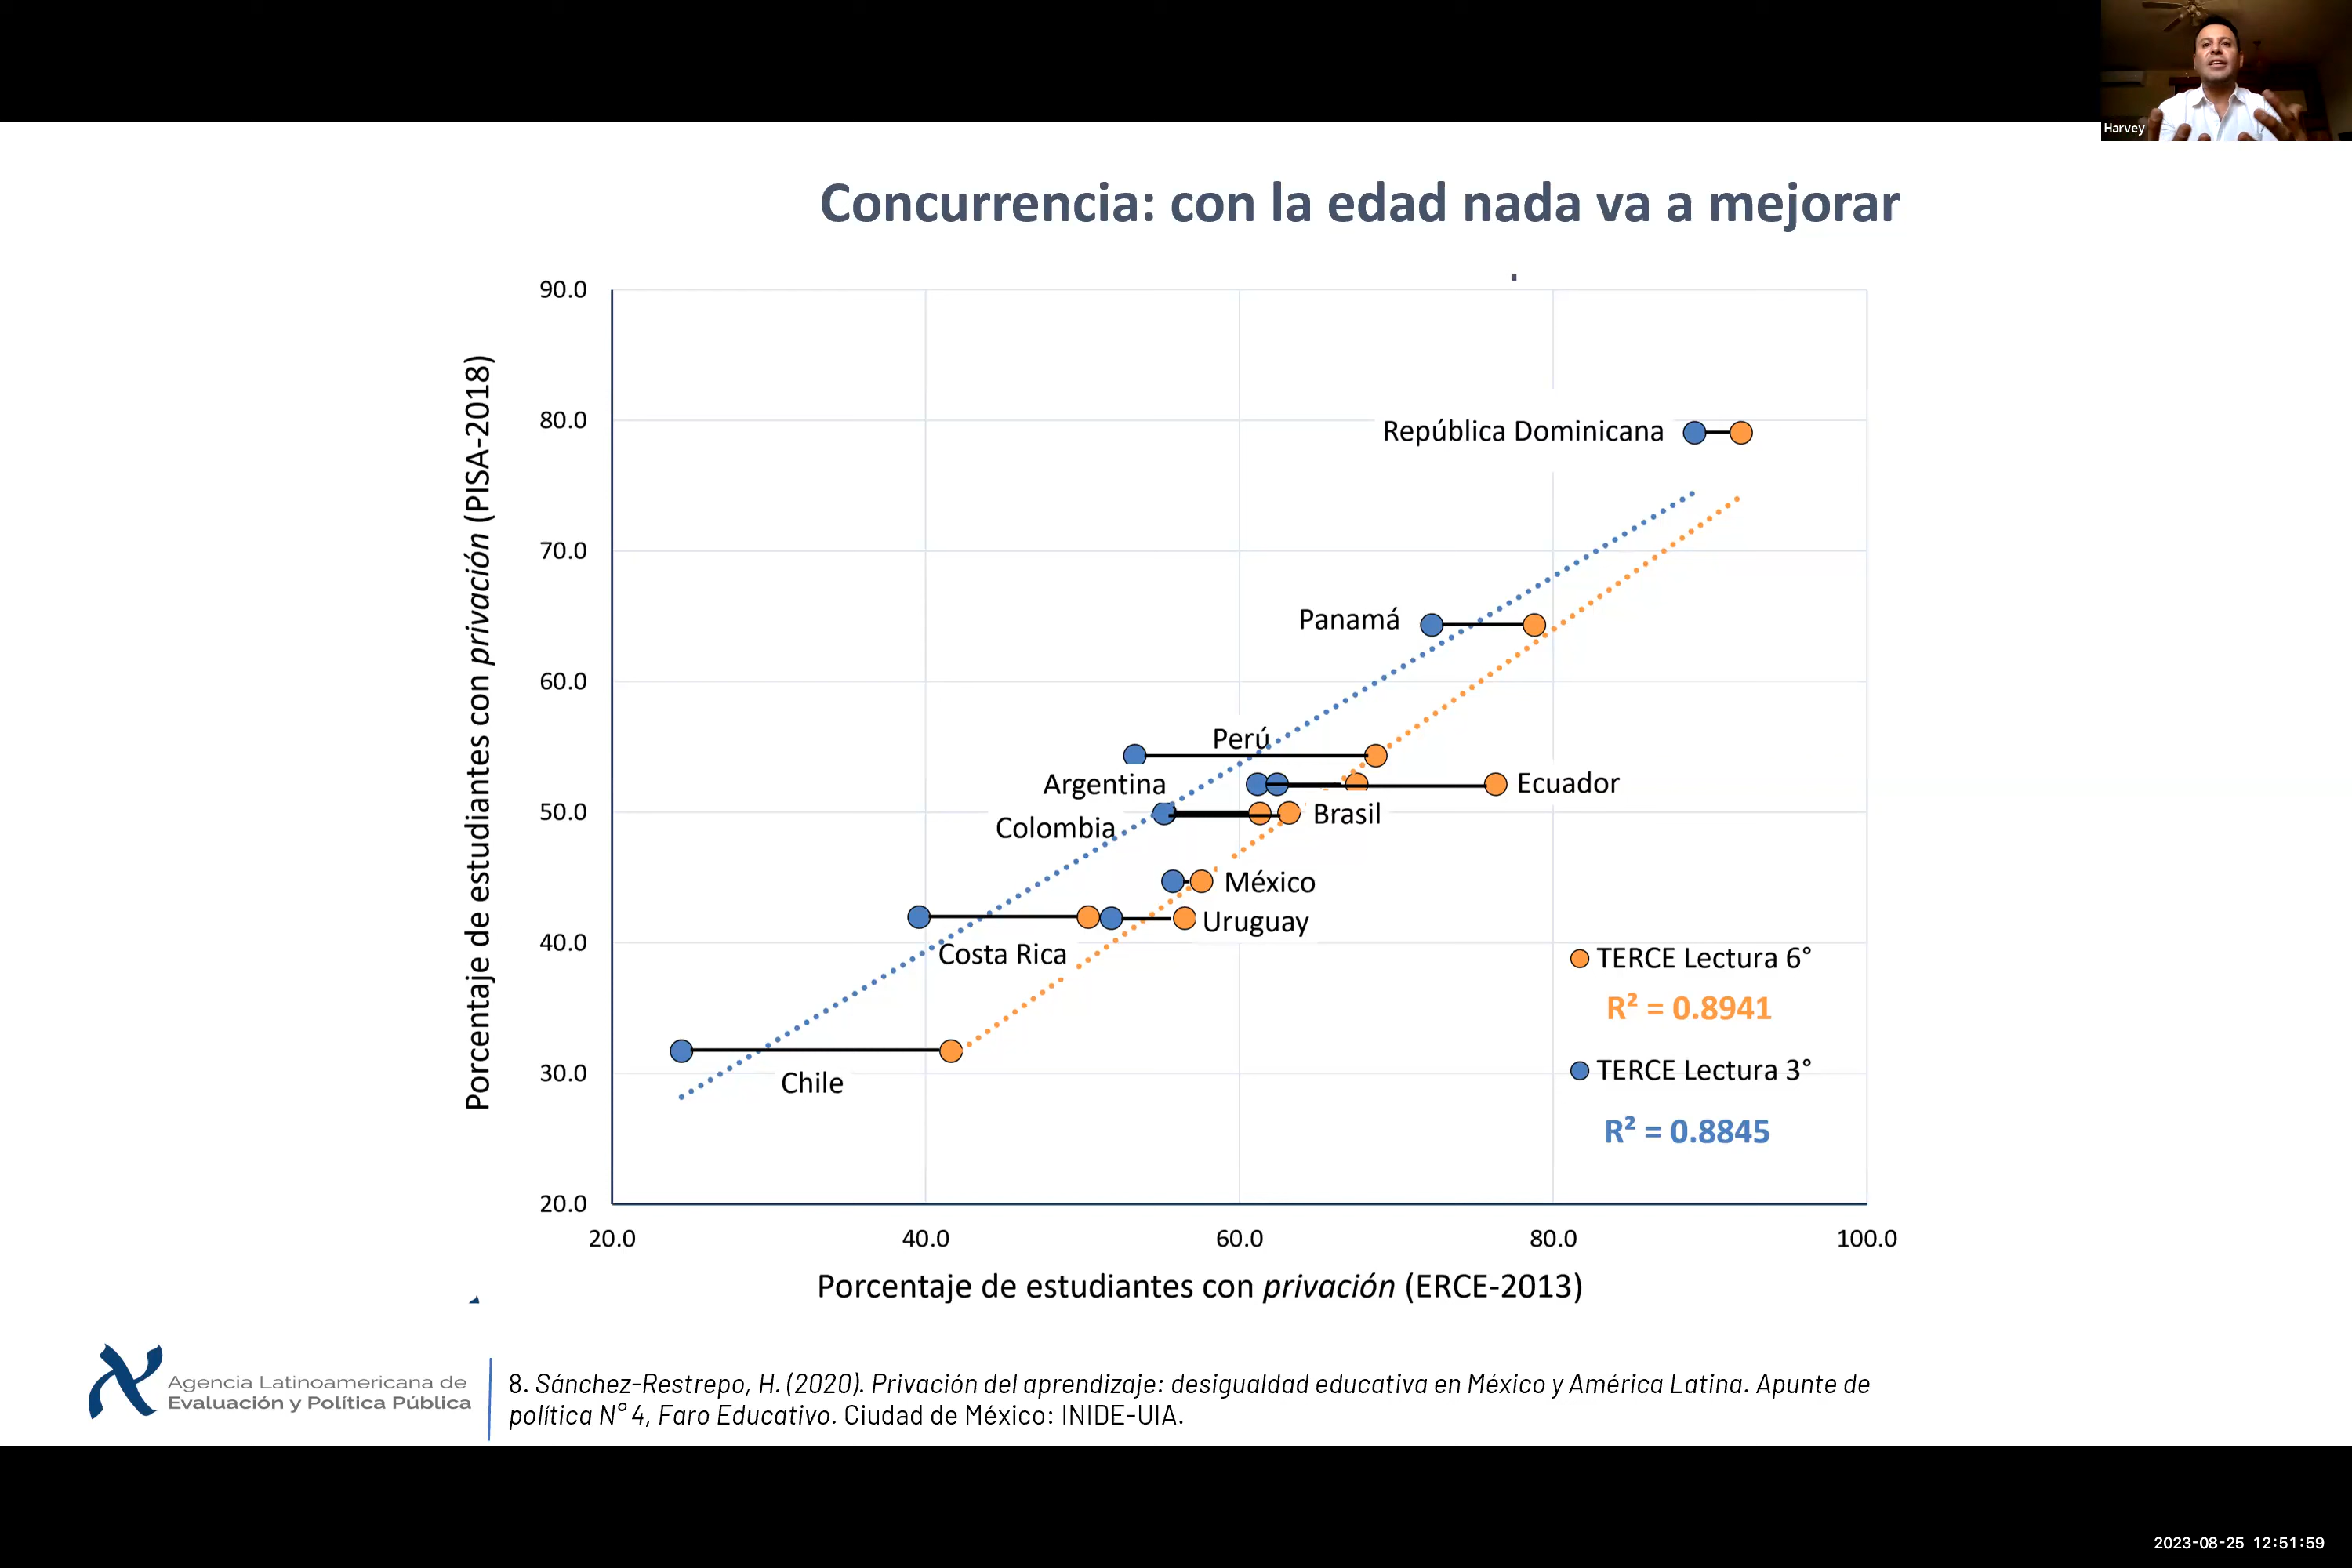 Harvey
Concurrencia: con la edad nada va a mejorar
Porcentaje de estudiantes con privación (PISA-2018)
90.0
80.0
70.0
60.0
50.0
40.0
30.0
20.0
República Dominicana
Panamá
Perú
Argentina
Ecuador
Colombia
Brasil
México
Uruguay
Costa Rica
Chile
TERCE Lectura 6°
R² = 0.8941
TERCE Lectura 3°
R² = 0.8845
20.0 40.0 60.0 80.0 100.0
Porcentaje de estudiantes con privación (ERCE-2013)
Agencia Latinoamericana de
Evaluación y Política Pública
8. Sánchez-Restrepo, H. (2020). Privación del aprendizaje: desigualdad educativa en México y América Latina. Apunte de
política N° 4, Faro Educativo. Ciudad de México: INIDE-UIA.
2023-08-25 12:51:59